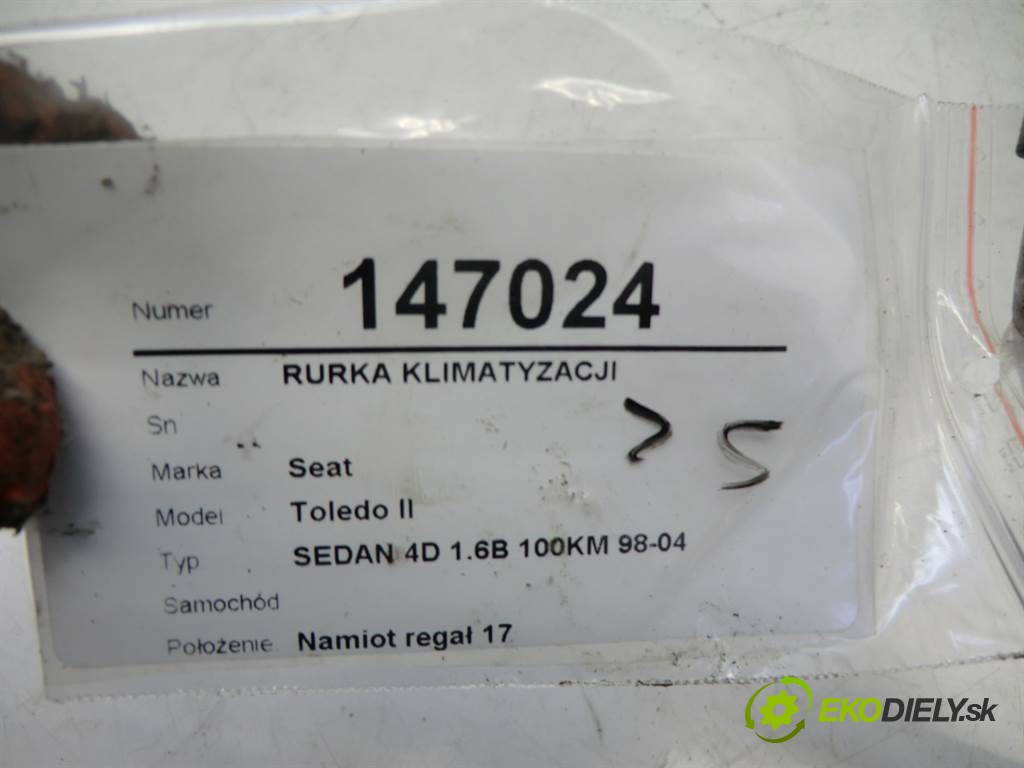 Numer 147024
Nazwa RURKA KLIMATYZACJI
Sn
Marka Seat
Model Toledo II
Typ SEDAN 4D 1.6B 100KM 98-04
Samochód
Położenie Namiot regał 17
EKODIELY.sk